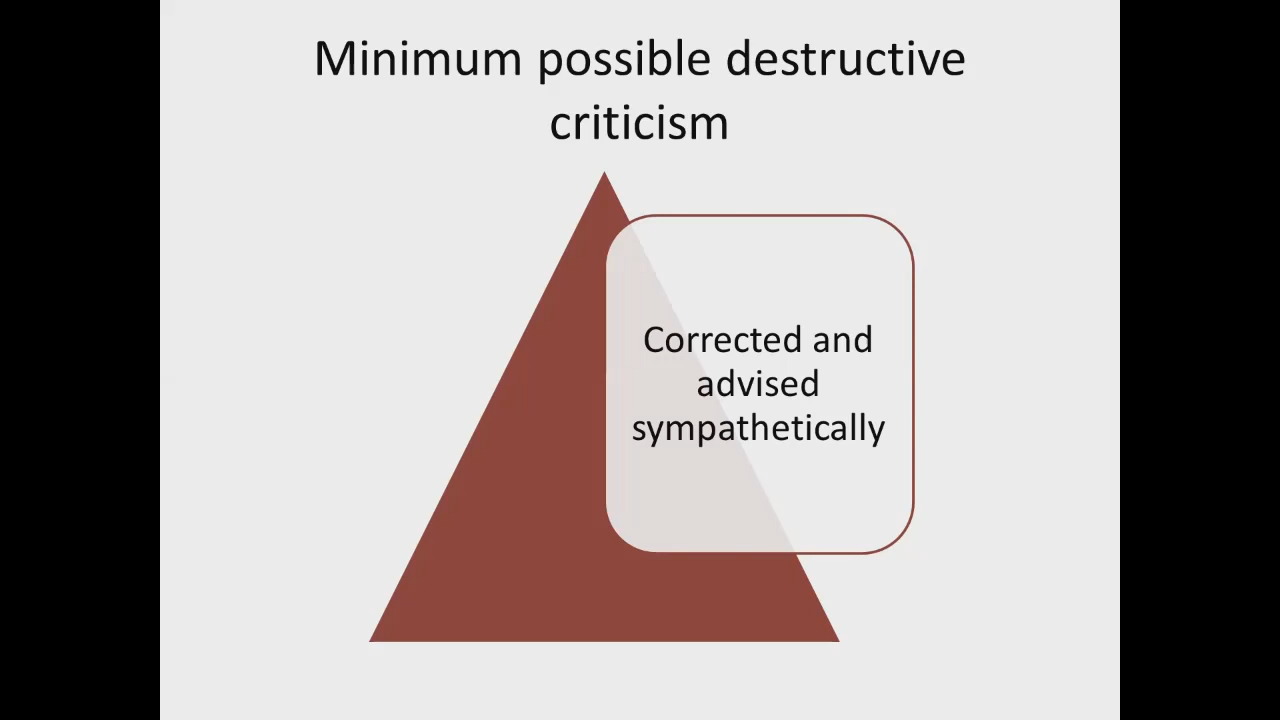 Minimum possible destructive
criticism
Corrected and
advised
sympathetically